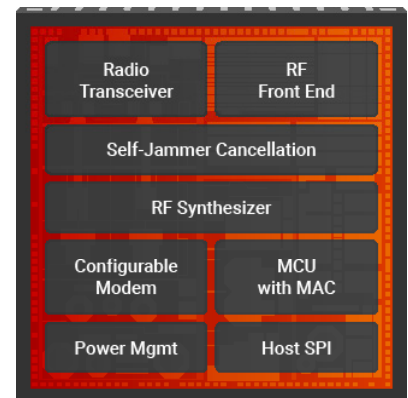 Radio
Transceiver
RF
Front End
Self-Jammer Cancellation
RF Synthesizer
Configurable
Modem
MCU
with MAC
Power Mgmt
Host SPI